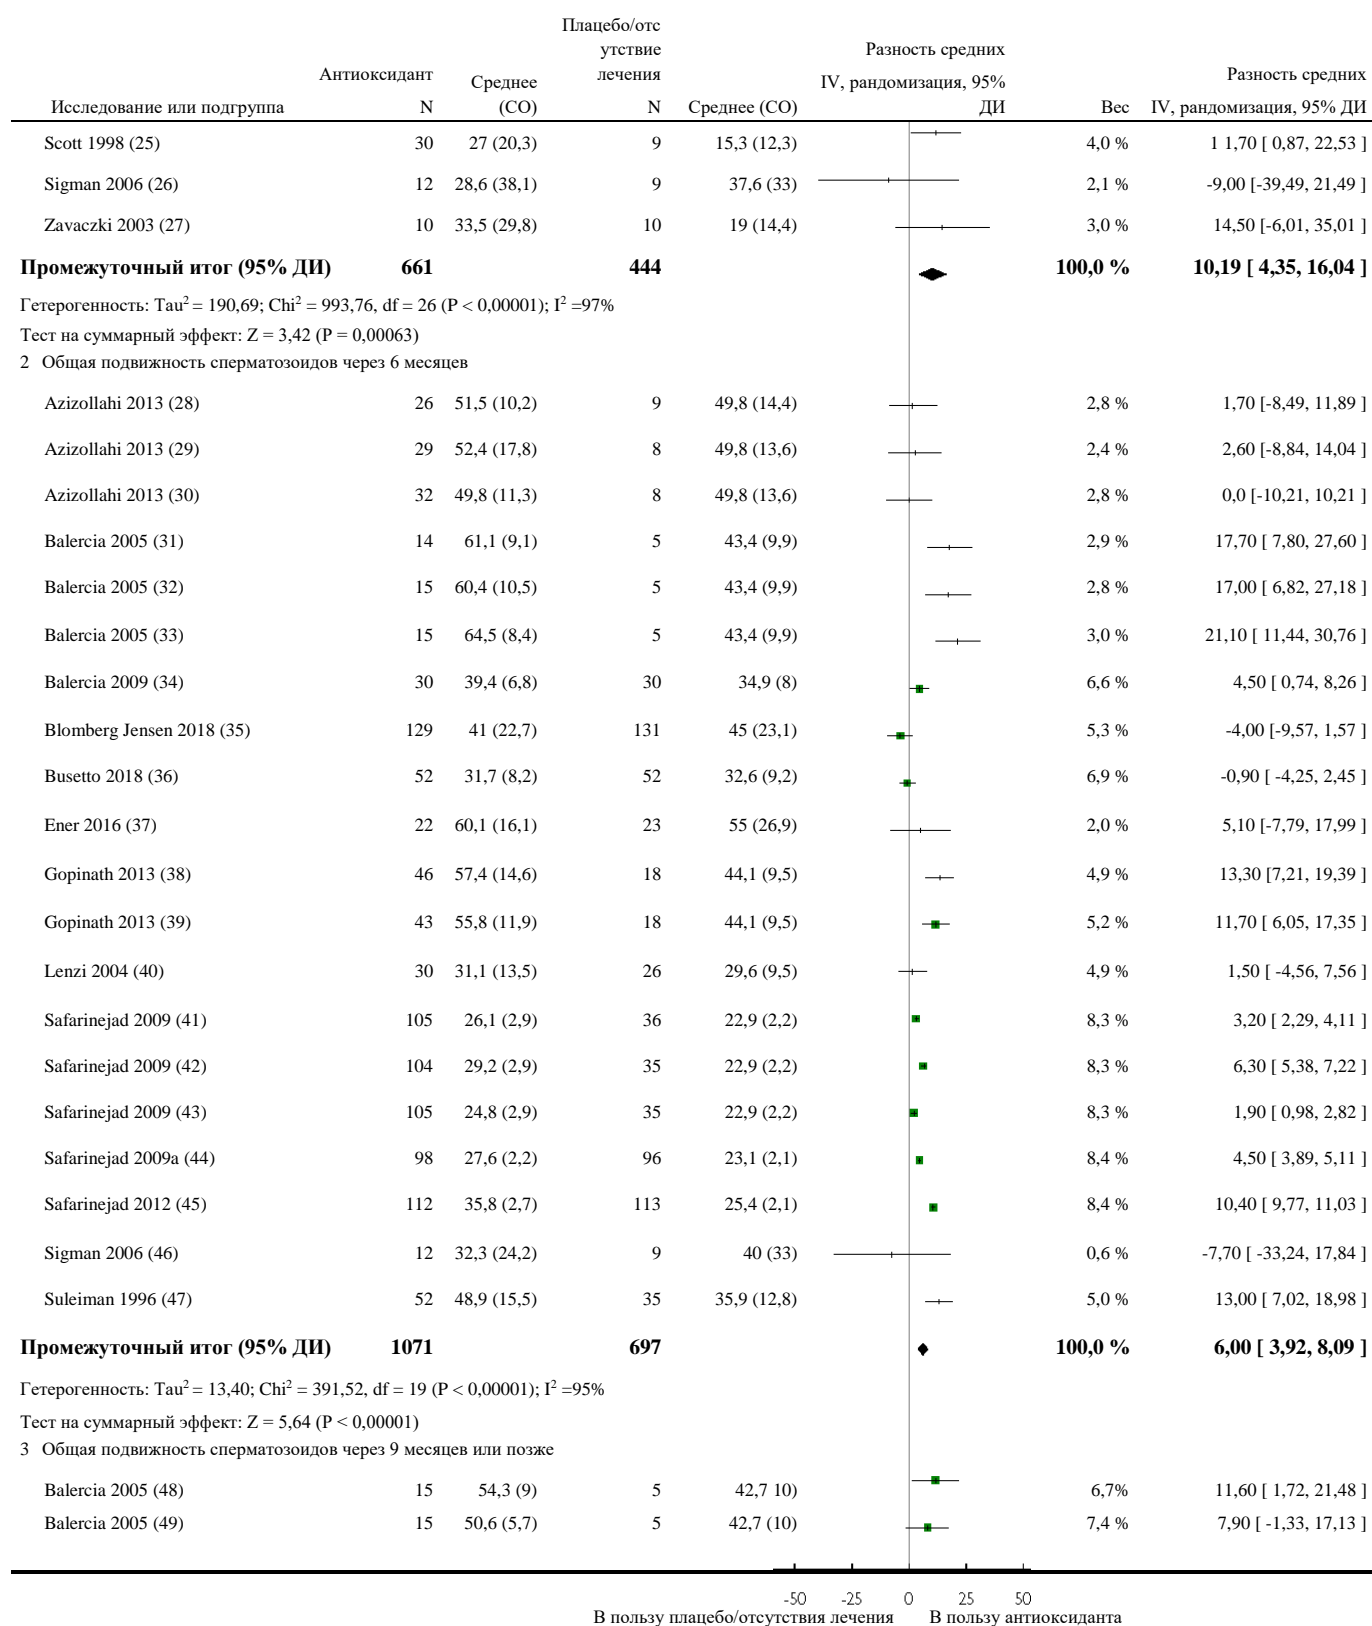 Плацебо/отс
утствие
лечения
Разность средних
Антиоксидант Среднее IV, рандомизация, 95% Разность средних
Исследование или подгруппа N (СО) N Среднее (СО) ДИ Вес IV, рандомизация, 95% ДИ
Scott 1998 (25) 30 27 (20,3) 9 15,3 (12,3) 4,0 % 1 1,70 [ 0,87, 22,53 ]
Sigman 2006 (26) 12 28,6 (38,1) 9 37,6 (33) 2,1 % -9,00 [-39,49, 21,49 ]
Zavaczki 2003 (27) 10 33,5 (29,8) 10 19 (14,4) 3,0 % 14,50 [-6,01, 35,01 ]
Промежуточный итог (95% ДИ) 661 444 100,0 % 10,19 [ 4,35, 16,04 ]
Гетерогенность: Tau² = 190,69; Chi² = 993,76, df = 26 (P < 0,00001); I² =97%
Тест на суммарный эффект: Z = 3,42 (P = 0,00063)
2 Общая подвижность сперматозоидов через 6 месяцев
Azizollahi 2013 (28) 26 51,5 (10,2) 9 49,8 (14,4) 2,8 % 1,70 [-8,49, 11,89 ]
Azizollahi 2013 (29) 29 52,4 (17,8) 8 49,8 (13,6) 2,4 % 2,60 [-8,84, 14,04 ]
Azizollahi 2013 (30) 32 49,8 (11,3) 8 49,8 (13,6) 2,8 % 0,0 [-10,21, 10,21 ]
Balercia 2005 (31) 14 61,1 (9,1) 5 43,4 (9,9) 2,9 % 17,70 [ 7,80, 27,60 ]
Balercia 2005 (32) 15 60,4 (10,5) 5 43,4 (9,9) 2,8 % 17,00 [ 6,82, 27,18 ]
Balercia 2005 (33) 15 64,5 (8,4) 5 43,4 (9,9) 3,0 % 21,10 [ 11,44, 30,76 ]
Balercia 2009 (34) 30 39,4 (6,8) 30 34,9 (8) 6,6 % 4,50 [ 0,74, 8,26 ]
Blomberg Jensen 2018 (35) 129 41 (22,7) 131 45 (23,1) 5,3 % -4,00 [-9,57, 1,57 ]
Busetto 2018 (36) 52 31,7 (8,2) 52 32,6 (9,2) 6,9 % -0,90 [ -4,25, 2,45 ]
Ener 2016 (37) 22 60,1 (16,1) 23 55 (26,9) 2,0 % 5,10 [-7,79, 17,99 ]
Gopinath 2013 (38) 46 57,4 (14,6) 18 44,1 (9,5) 4,9 % 13,30 [7,21, 19,39 ]
Gopinath 2013 (39) 43 55,8 (11,9) 18 44,1 (9,5) 5,2 % 11,70 [ 6,05, 17,35 ]
Lenzi 2004 (40) 30 31,1 (13,5) 26 29,6 (9,5) 4,9 % 1,50 [ -4,56, 7,56 ]
Safarinejad 2009 (41) 105 26,1 (2,9) 36 22,9 (2,2) 8,3 % 3,20 [ 2,29, 4,11 ]
Safarinejad 2009 (42) 104 29,2 (2,9) 35 22,9 (2,2) 8,3 % 6,30 [ 5,38, 7,22 ]
Safarinejad 2009 (43) 105 24,8 (2,9) 35 22,9 (2,2) 8,3 % 1,90 [ 0,98, 2,82 ]
Safarinejad 2009a (44) 98 27,6 (2,2) 96 23,1 (2,1) 8,4 % 4,50 [ 3,89, 5,11 ]
Safarinejad 2012 (45) 112 35,8 (2,7) 113 25,4 (2,1) 8,4 % 10,40 [ 9,77, 11,03 ]
Sigman 2006 (46) 12 32,3 (24,2) 9 40 (33) 0,6 % -7,70 [ -33,24, 17,84 ]
Suleiman 1996 (47) 52 48,9 (15,5) 35 35,9 (12,8) 5,0 % 13,00 [ 7,02, 18,98 ]
Промежуточный итог (95% ДИ) 1071 697 100,0 % 6,00 [ 3,92, 8,09 ]
Гетерогенность: Tau² = 13,40; Chi² = 391,52, df = 19 (P < 0,00001); I² =95%
Тест на суммарный эффект: Z = 5,64 (P < 0,00001)
3 Общая подвижность сперматозоидов через 9 месяцев или позже
Balercia 2005 (48) 15 54,3 (9) 5 42,7 10) 6,7% 11,60 [ 1,72, 21,48 ]
Balercia 2005 (49) 15 50,6 (5,7) 5 42,7 (10) 7,4 % 7,90 [ -1,33, 17,13 ]
-50 -25 0 25 50
В пользу плацебо/отсутствия лечения В пользу антиоксиданта